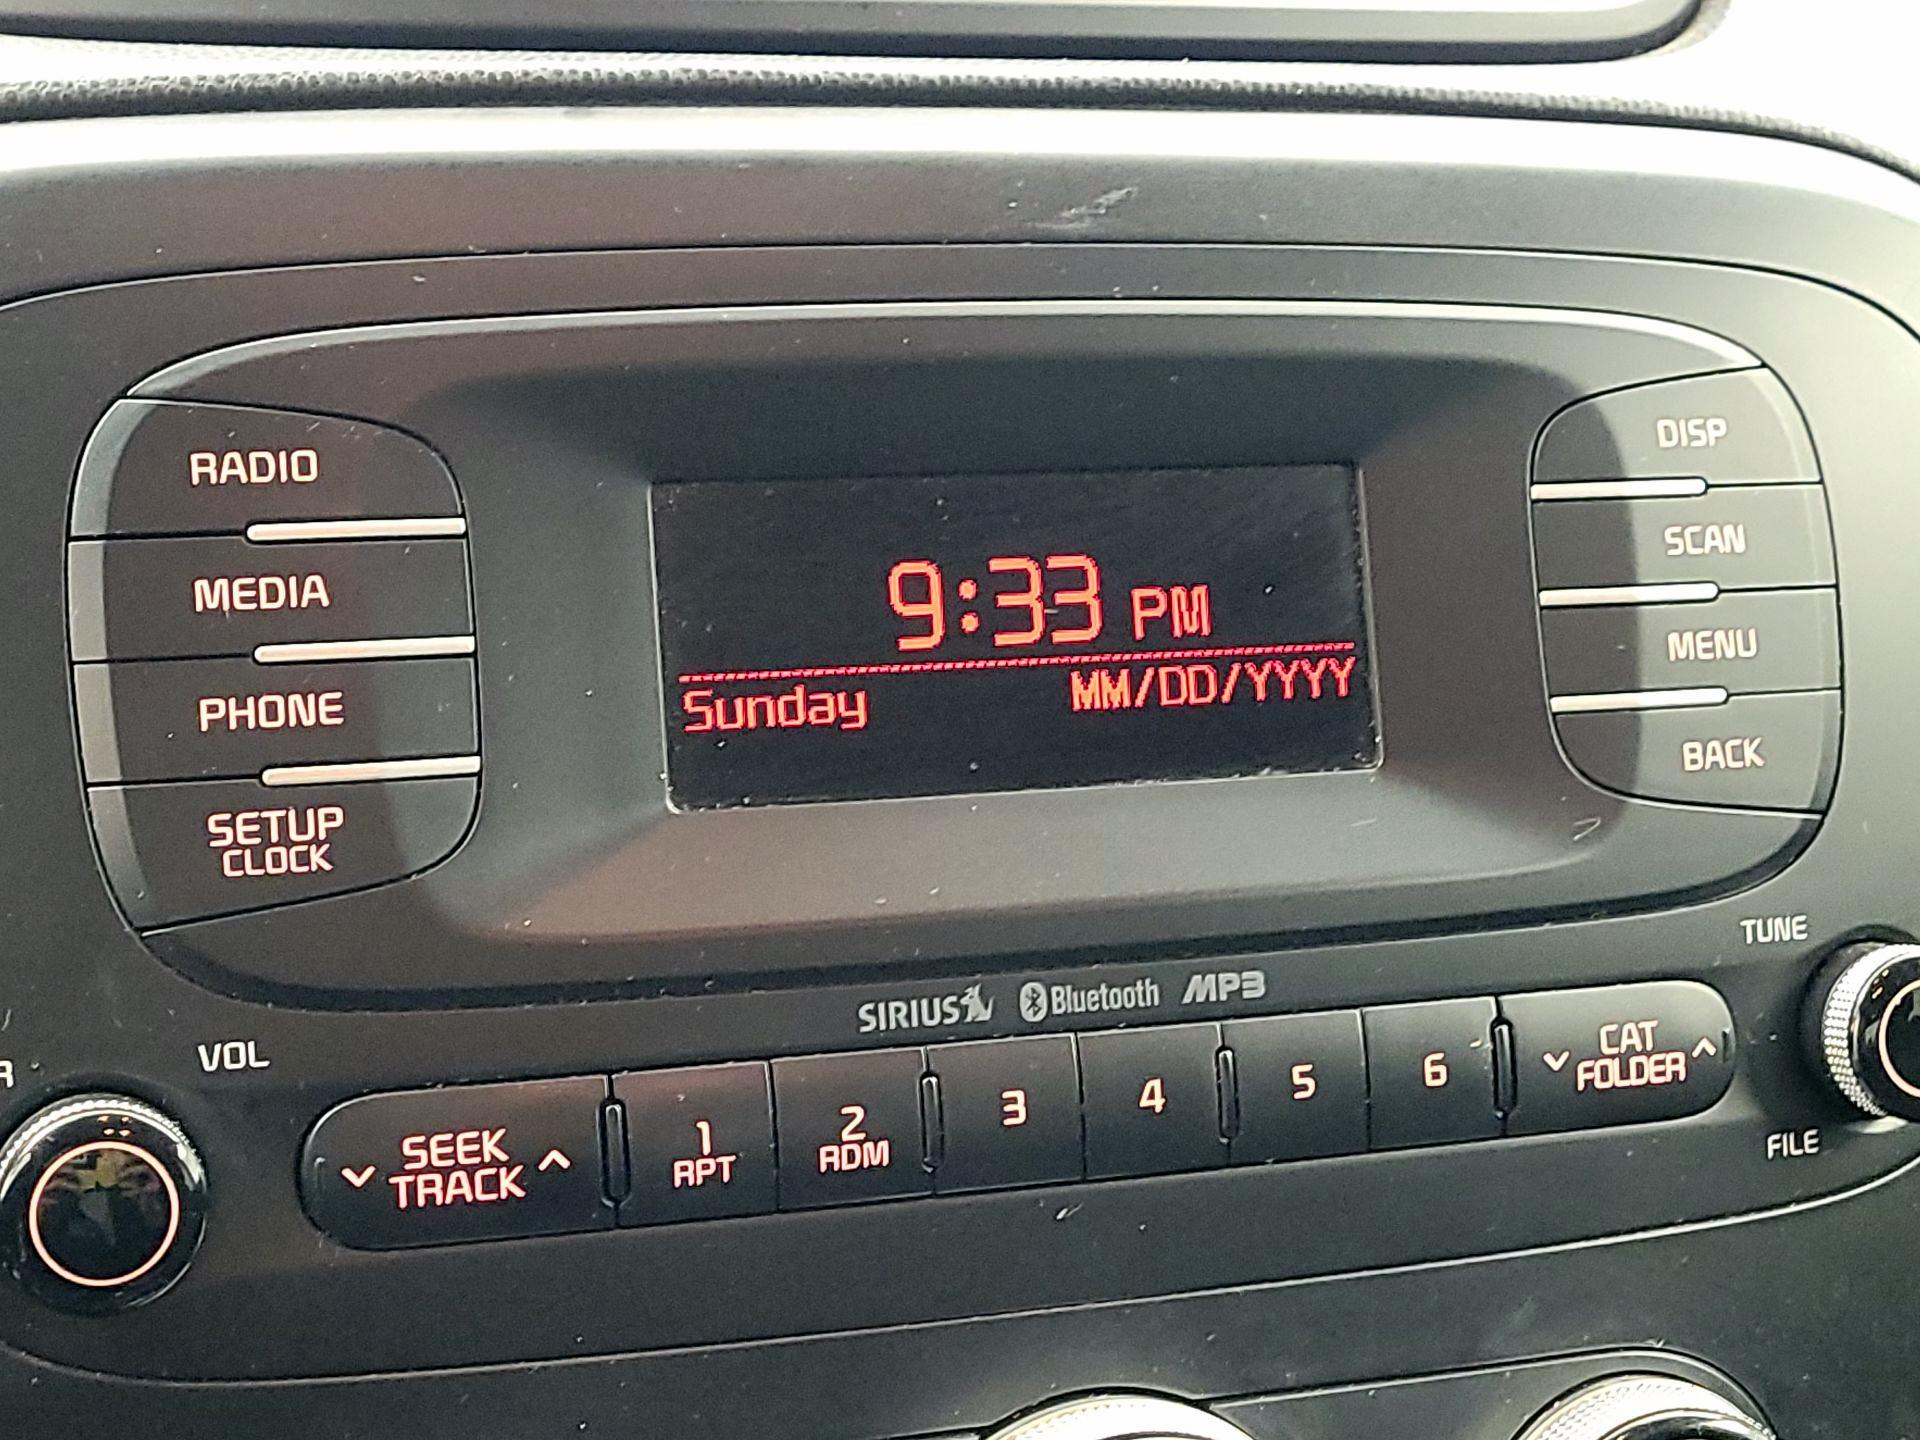 RADIO
MEDIA
PHONE
SETUP
CLOCK
9:33 PM
Sunday MM/DD/YYYY
DISP
SCAN
MENU
BACK
SIRIUS Bluetooth MP3
TUNE
VOL
SEEK
TRACK
1
RPT
2
RDM
3
4
5
6
CAT
FOLDER
FILE